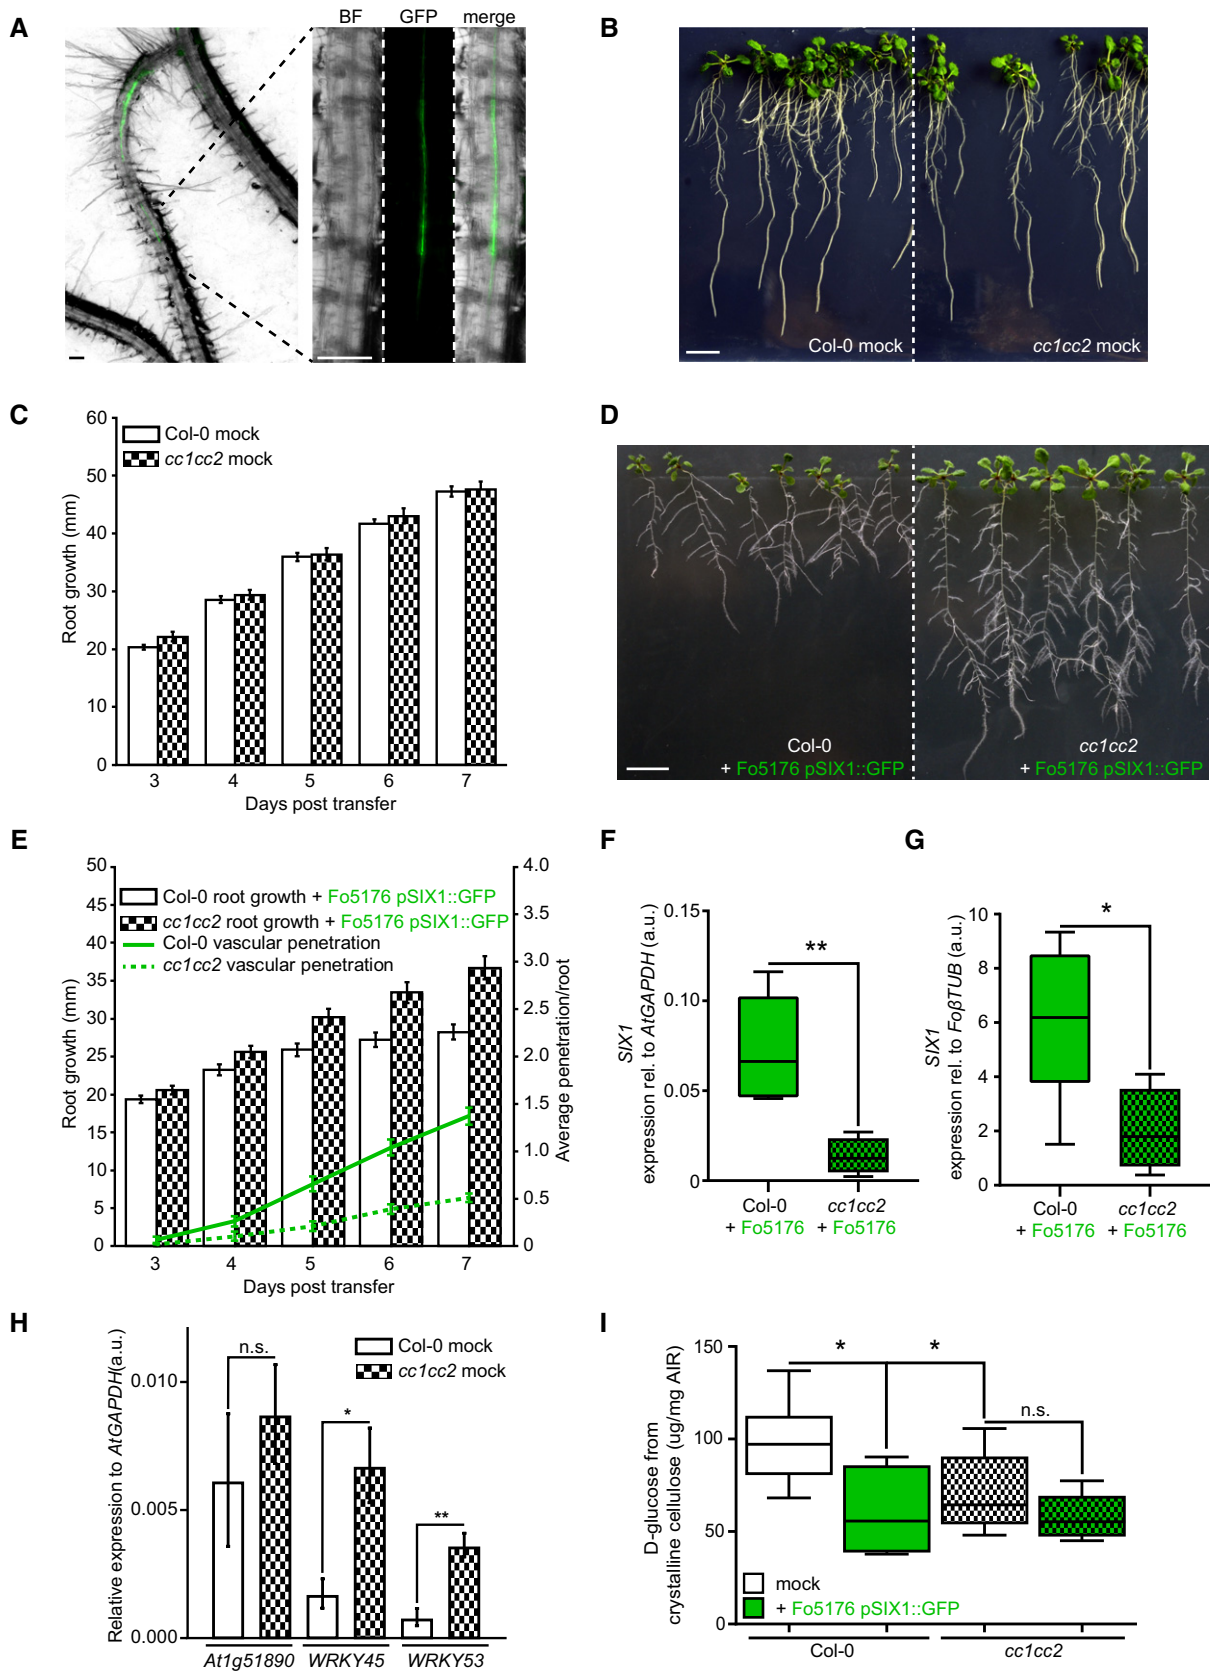 A
BF
GFP
merge
B
Col-0 mock
cc1cc2 mock
C
60
50
40
30
20
10
0
Root growth (mm)
Col-0 mock
cc1cc2 mock
3
4
5
6
7
Days post transfer
D
Col-0
+ Fo5176 pSIX1::GFP
cc1cc2
+ Fo5176 pSIX1::GFP
E
50
45
40
35
30
25
20
15
10
5
0
Root growth (mm)
Col-0 root growth + Fo5176 pSIX1::GFP
cc1cc2 root growth + Fo5176 pSIX1::GFP
Col-0 vascular penetration
cc1cc2 vascular penetration
4.0
3.5
3.0
2.5
2.0
1.5
1.0
0.5
0
Average penetration/root
3
4
5
6
7
Days post transfer
F
SIX1
expression rel. to AtGAPDH (a.u.)
0.15
0.10
0.05
0
**
Col-0
+ Fo5176
cc1cc2
+ Fo5176
G
SIX1
expression rel. to FoβTUB (a.u.)
10
8
6
4
2
0
*
Col-0
+ Fo5176
cc1cc2
+ Fo5176
H
Relative expression to AtGAPDH(a.u.)
0.010
0.005
0.000
n.s.
*
**
Col-0 mock
cc1cc2 mock
At1g51890
WRKY45
WRKY53
I
D-glucose from
crystalline cellulose (ug/mg AIR)
150
100
50
0
*
*
n.s.
mock
+ Fo5176 pSIX1::GFP
Col-0
cc1cc2